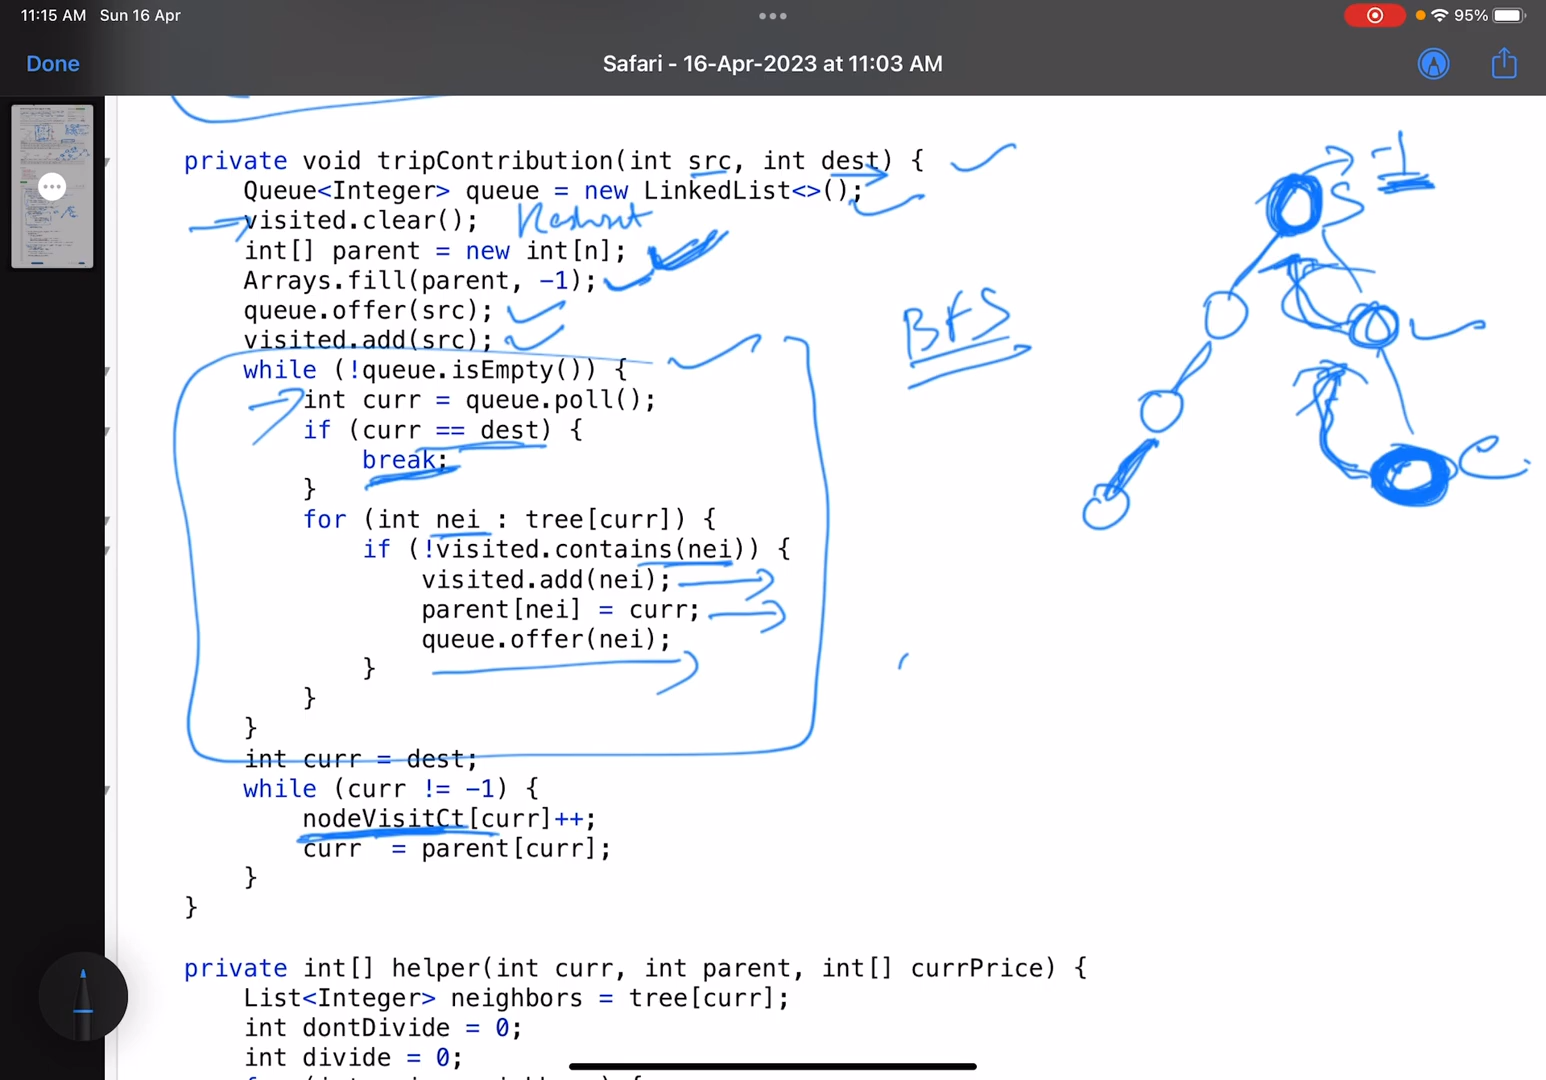 11:15 AM Sun 16 Apr
95%
Done
Safari - 16-Apr-2023 at 11:03 AM
private void tripContribution(int src, int dest) {
Queue<Integer> queue = new LinkedList<>();
visited.clear();
int[] parent = new int[n];
Arrays.fill(parent, -1);
queue.offer(src);
visited.add(src);
while (!queue.isEmpty()) {
int curr = queue.poll();
if (curr == dest) {
break;
}
for (int nei : tree[curr]) {
if (!visited.contains(nei)) {
visited.add(nei);
parent[nei] = curr;
queue.offer(nei);
}
}
}
int curr = dest;
while (curr != -1) {
nodeVisitCt[curr]++;
curr  = parent[curr];
}
}
private int[] helper(int curr, int parent, int[] currPrice) {
List<Integer> neighbors = tree[curr];
int dontDivide = 0;
int divide = 0;
BFS
S
-1